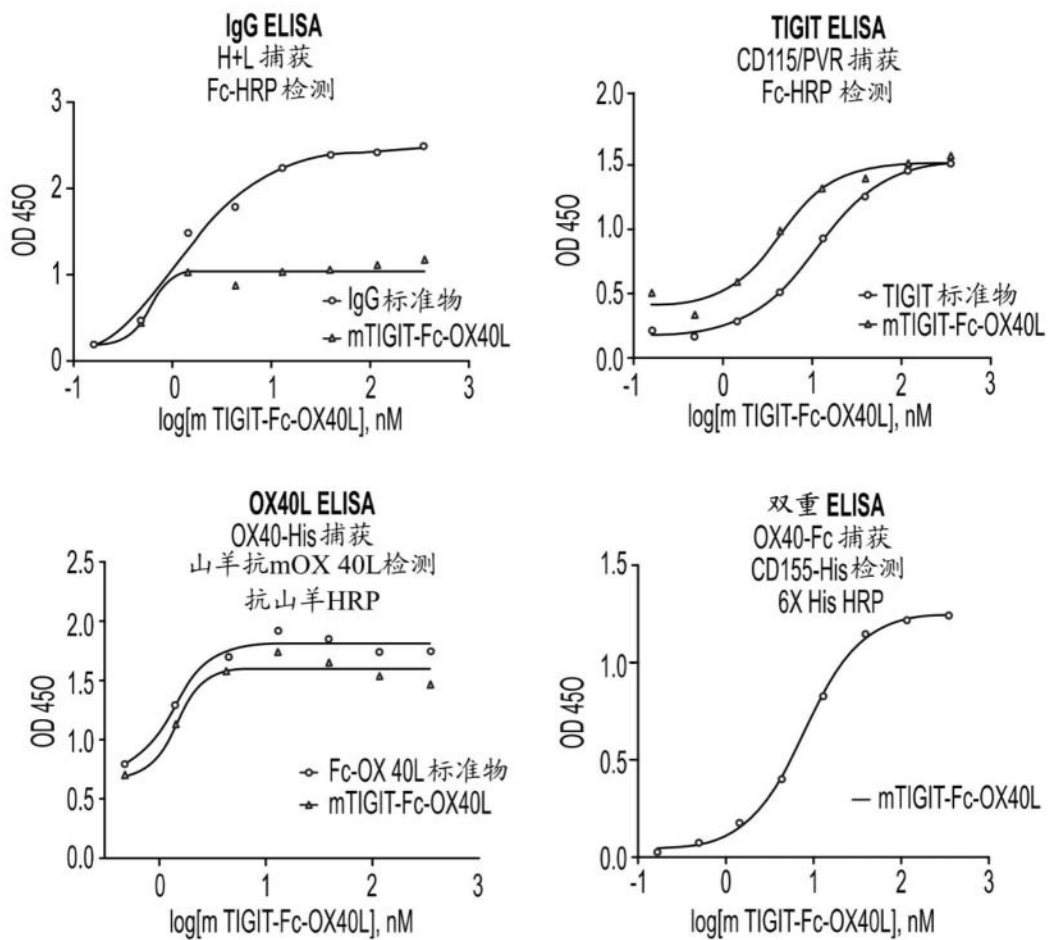 IgG ELISA
H+L 捕获
Fc-HRP 检测
3
2
1
0
OD 450
-1
0
1
2
3
IgG 标准物
mTIGIT-Fc-OX40L
log[m TIGIT-Fc-OX40L], nM
TIGIT ELISA
CD115/PVR 捕获
Fc-HRP 检测
2.0
1.5
1.0
0.5
0.0
OD 450
-1
0
1
2
3
TIGIT 标准物
mTIGIT-Fc-OX40L
log[m TIGIT-Fc-OX40L], nM
OX40L ELISA
OX40-His 捕获
山羊抗mOX 40L检测
抗山羊HRP
2.5
2.0
1.5
1.0
0.5
0.0
OD 450
0
1
2
3
Fc-OX 40L 标准物
mTIGIT-Fc-OX40L
log[m TIGIT-Fc-OX40L], nM
双重 ELISA
OX40-Fc 捕获
CD155-His 检测
6X His HRP
1.5
1.0
0.5
0.0
OD 450
-1
0
1
2
3
mTIGIT-Fc-OX40L
log[m TIGIT-Fc-OX40L], nM